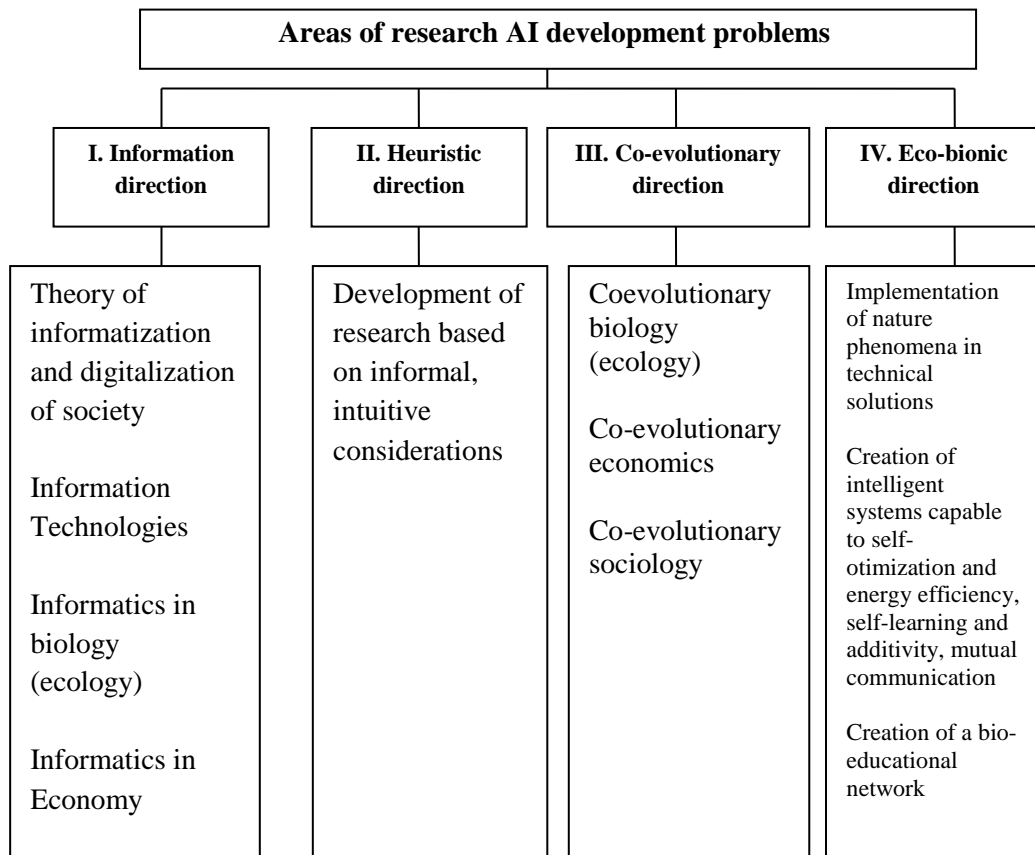 Areas of research AI development problems
I. Information
direction
II. Heuristic
direction
III. Co-evolutionary
direction
IV. Eco-bionic
direction
Theory of
informatization
and digitalization
of society
Information
Technologies
Informatics in
biology
(ecology)
Informatics in
Economy
Development of
research based
on informal,
intuitive
considerations
Coevolutionary
biology
(ecology)
Co-evolutionary
economics
Co-evolutionary
sociology
Implementation
of nature
phenomena in
technical
solutions
Creation of
intelligent
systems capable
to self-
otimization and
energy efficiency,
self-learning and
additivity, mutual
communication
Creation of a bio-
educational
network